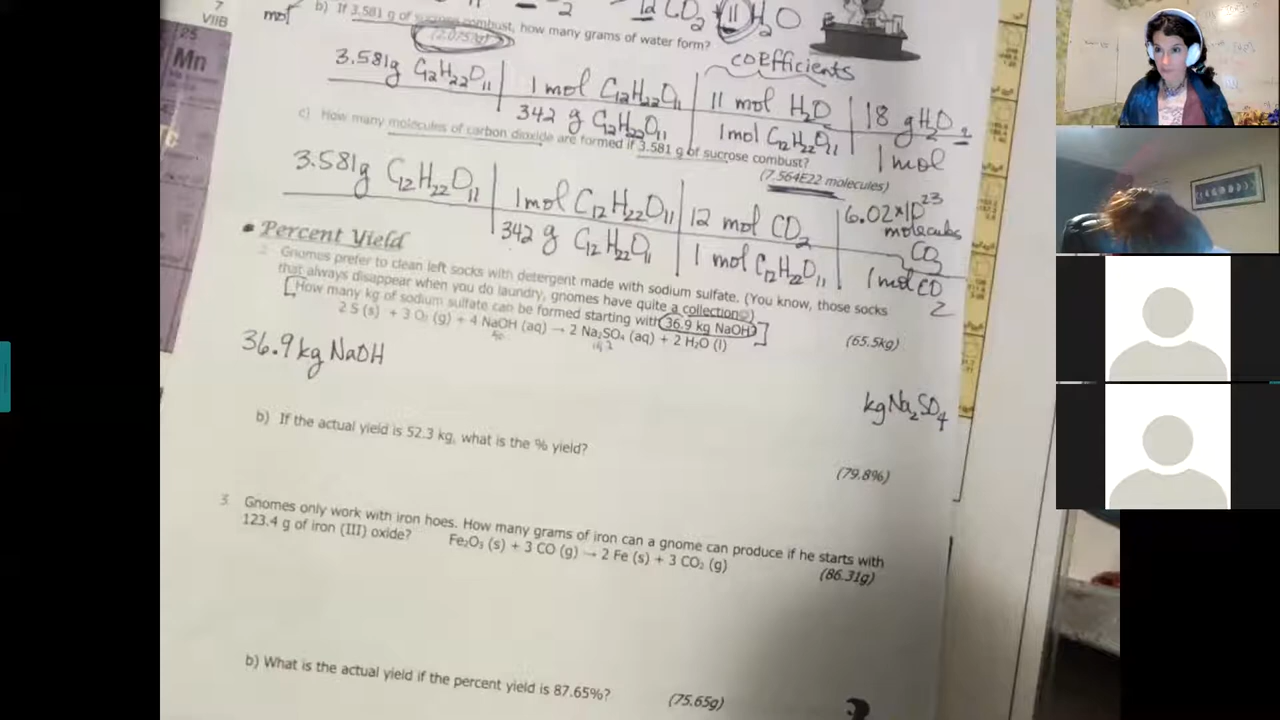 7
VIIB
25
Mn
mol
12 CO2 + 11 H2O
b) If 3.581 g of sucrose combust, how many grams of water form?
coefficients
3.581g C12H22O11 | 1 mol C12H22O11 | 11 mol H2O | 18 g H2O
342 g C12H22O11 | 1 mol C12H22O11 | 1 mol
c) How many molecules of carbon dioxide are formed if 3.581 g of sucrose combust?
(7.564E22 molecules)
3.581g C12H22O11 | 1 mol C12H22O11 | 12 mol CO2 | 6.02×10^23 molecules CO2
342 g C12H22O11 | 1 mol C12H22O11 | 1 mol CO2
• Percent Yield
2. Gnomes prefer to clean left socks with detergent made with sodium sulfate. (You know, those socks
that always disappear when you do laundry, gnomes have quite a collection☺)
[How many kg of sodium sulfate can be formed starting with 36.9 kg NaOH?]
2 S (s) + 3 O2 (g) + 4 NaOH (aq) → 2 Na2SO4 (aq) + 2 H2O (l)
(65.5kg)
36.9 kg NaOH
kg Na2SO4
b) If the actual yield is 52.3 kg, what is the % yield?
(79.8%)
3. Gnomes only work with iron hoes. How many grams of iron can a gnome can produce if he starts with
123.4 g of iron (III) oxide? Fe2O3 (s) + 3 CO (g) → 2 Fe (s) + 3 CO2 (g)
(86.31g)
b) What is the actual yield if the percent yield is 87.65%?
(75.65g)